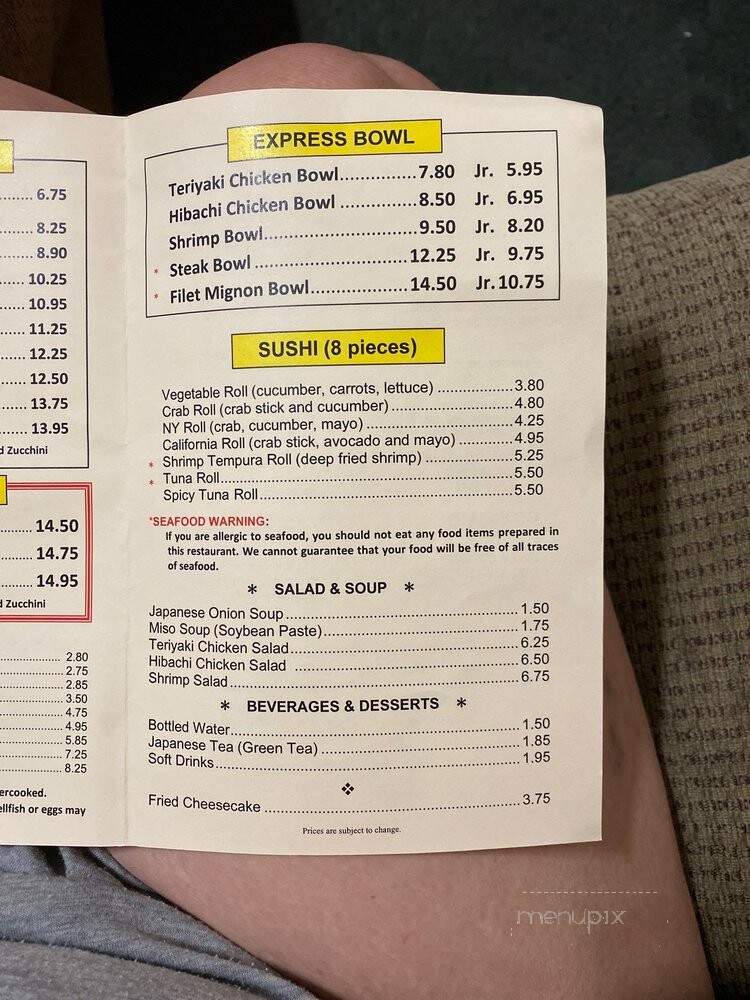 6.75
8.25
8.90
10.25
10.95
11.25
12.25
12.50
13.75
13.95
d Zucchini
14.50
14.75
14.95
d Zucchini
2.80
2.75
2.85
3.50
4.75
4.95
5.85
7.25
8.25
ercooked.
ellfish or eggs may
EXPRESS BOWL
Teriyaki Chicken Bowl................7.80 Jr. 5.95
Hibachi Chicken Bowl ................8.50 Jr. 6.95
Shrimp Bowl................................9.50 Jr. 8.20
* Steak Bowl ................................12.25 Jr. 9.75
* Filet Mignon Bowl......................14.50 Jr.10.75
SUSHI (8 pieces)
Vegetable Roll (cucumber, carrots, lettuce) ..................3.80
Crab Roll (crab stick and cucumber)..............................4.80
NY Roll (crab, cucumber, mayo) ....................................4.25
California Roll (crab stick, avocado and mayo)..............4.95
* Shrimp Tempura Roll (deep fried shrimp) ......................5.25
* Tuna Roll........................................................................5.50
Spicy Tuna Roll................................................................5.50
*SEAFOOD WARNING:
If you are allergic to seafood, you should not eat any food items prepared in
this restaurant. We cannot guarantee that your food will be free of all traces
of seafood.
* SALAD & SOUP *
Japanese Onion Soup......................................................1.50
Miso Soup (Soybean Paste)..............................................1.75
Teriyaki Chicken Salad......................................................6.25
Hibachi Chicken Salad ......................................................6.50
Shrimp Salad....................................................................6.75
* BEVERAGES & DESSERTS *
Bottled Water....................................................................1.50
Japanese Tea (Green Tea) ................................................1.85
Soft Drinks........................................................................1.95
❖
Fried Cheesecake ..............................................................3.75
Prices are subject to change.
menupix